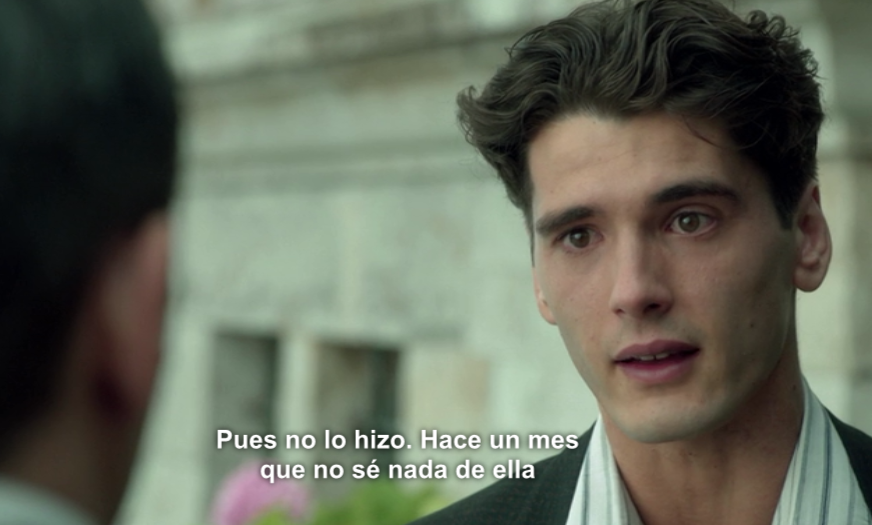 Pues no lo hizo. Hace un mes
que no sé nada de ella